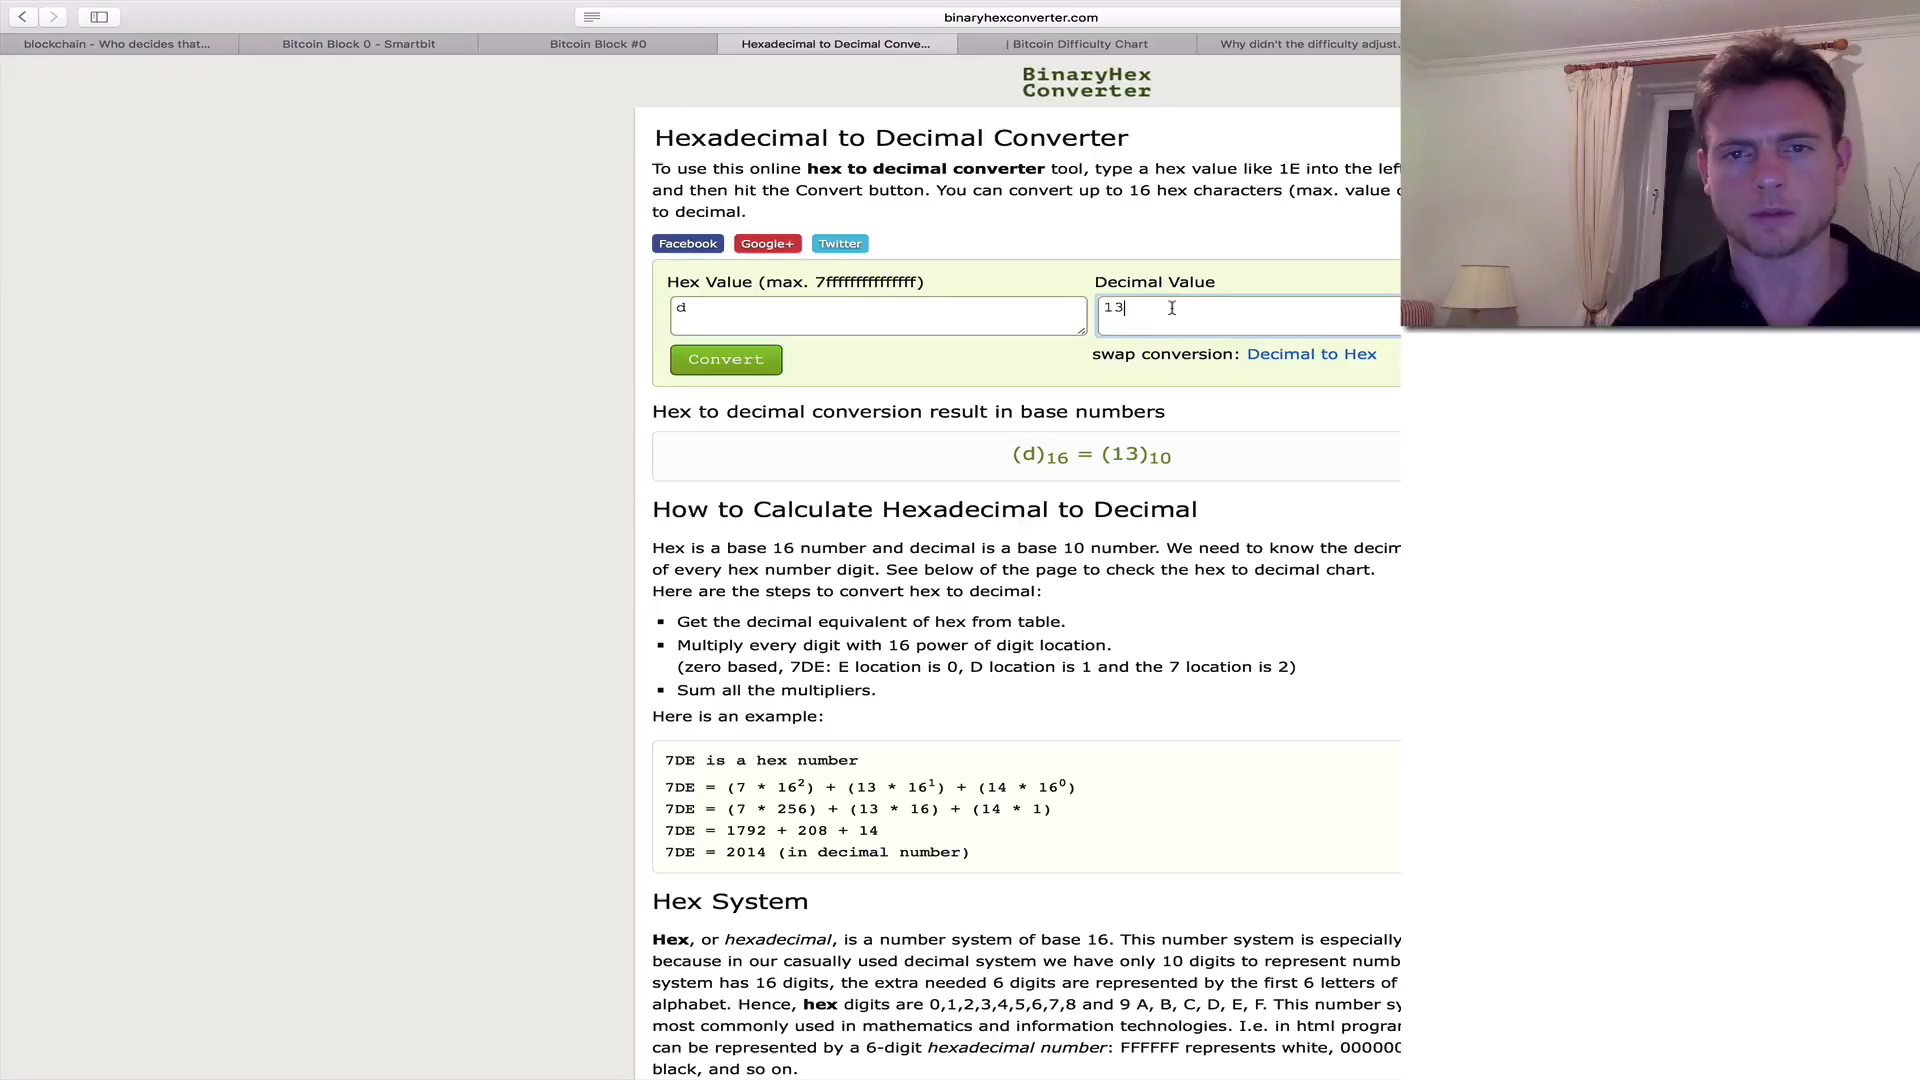 binaryhexconverter.com
blockchain - Who decides that...
Bitcoin Block 0 - Smartbit
Bitcoin Block #0
Hexadecimal to Decimal Conve...
| Bitcoin Difficulty Chart
Why didn't the difficulty adjust.
BinaryHex
Converter
Hexadecimal to Decimal Converter
To use this online hex to decimal converter tool, type a hex value like 1E into the lef
and then hit the Convert button. You can convert up to 16 hex characters (max. value
to decimal.
Facebook
Google+
Twitter
Hex Value (max. 7fffffffffffffff)
Decimal Value
d
13
Convert
swap conversion: Decimal to Hex
Hex to decimal conversion result in base numbers
(d)16 = (13)10
How to Calculate Hexadecimal to Decimal
Hex is a base 16 number and decimal is a base 10 number. We need to know the decim
of every hex number digit. See below of the page to check the hex to decimal chart.
Here are the steps to convert hex to decimal:
▪ Get the decimal equivalent of hex from table.
▪ Multiply every digit with 16 power of digit location.
(zero based, 7DE: E location is 0, D location is 1 and the 7 location is 2)
▪ Sum all the multipliers.
Here is an example:
7DE is a hex number
7DE = (7 * 16²) + (13 * 16¹) + (14 * 16⁰)
7DE = (7 * 256) + (13 * 16) + (14 * 1)
7DE = 1792 + 208 + 14
7DE = 2014 (in decimal number)
Hex System
Hex, or hexadecimal, is a number system of base 16. This number system is especially
because in our casually used decimal system we have only 10 digits to represent numb
system has 16 digits, the extra needed 6 digits are represented by the first 6 letters of
alphabet. Hence, hex digits are 0,1,2,3,4,5,6,7,8 and 9 A, B, C, D, E, F. This number sy
most commonly used in mathematics and information technologies. I.e. in html progra
can be represented by a 6-digit hexadecimal number: FFFFFF represents white, 000000
black, and so on.